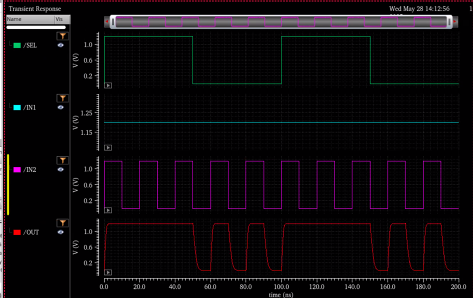 Transient Response
Wed May 28 14:12:56
1
Name
Vis
/SEL
V (V)
1.0
0.6
0.2
/IN1
V (V)
1.25
1.15
/IN2
V (V)
1.0
0.6
0.2
/OUT
V (V)
1.0
0.6
0.2
0.0 20.0 40.0 60.0 80.0 100.0 120.0 140.0 160.0 180.0 200.0
time (ns)